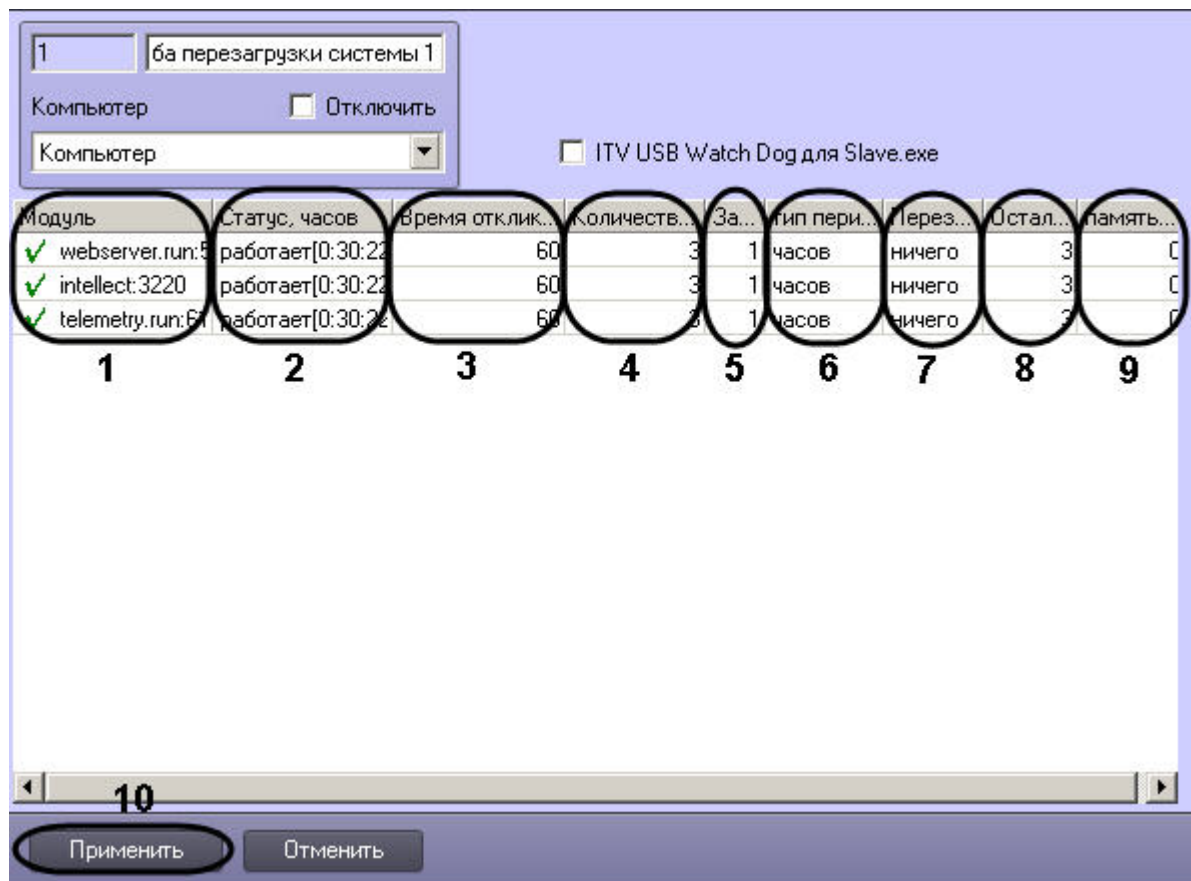 1 ба перезагрузки системы 1
Компьютер Отключить
Компьютер
ITV USB Watch Dog для Slave.exe
Модуль Статус, часов Время отклик... Количеств... За... тип пери... Перез... Остал... память...
webserver.run:5 работает[0:30:22 60 3 1 часов ничего 3 0
intellect:3220 работает[0:30:22 60 3 1 часов ничего 3 0
telemetry.run:61 работает[0:30:22 60 3 1 часов ничего 3 0
1 2 3 4 5 6 7 8 9
10
Применить Отменить